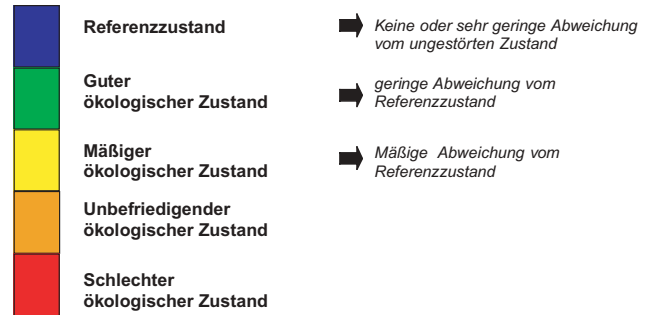 Referenzzustand
Keine oder sehr geringe Abweichung
vom ungestörten Zustand
Guter
ökologischer Zustand
geringe Abweichung vom
Referenzzustand
Mäßiger
ökologischer Zustand
Mäßige Abweichung vom
Referenzzustand
Unbefriedigender
ökologischer Zustand
Schlechter
ökologischer Zustand